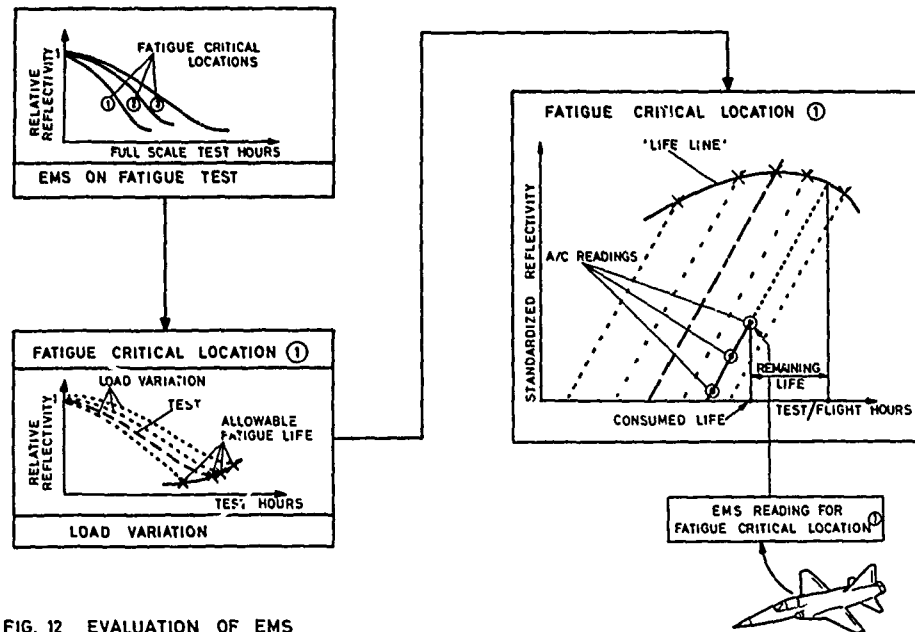 1
RELATIVE
REFLECTIVITY
FATIGUE CRITICAL
LOCATIONS
① ② ③
FULL SCALE TEST HOURS
EMS ON FATIGUE TEST
FATIGUE CRITICAL LOCATION ①
LOAD VARIATION
TEST
1
RELATIVE
REFLECTIVITY
ALLOWABLE
FATIGUE LIFE
TEST HOURS
LOAD VARIATION
FATIGUE CRITICAL LOCATION ①
'LIFE LINE'
STANDARDIZED REFLECTIVITY
A/C READINGS
REMAINING
LIFE
CONSUMED LIFE
TEST/FLIGHT HOURS
EMS READING FOR
FATIGUE CRITICAL LOCATION ①
FIG. 12 EVALUATION OF EMS